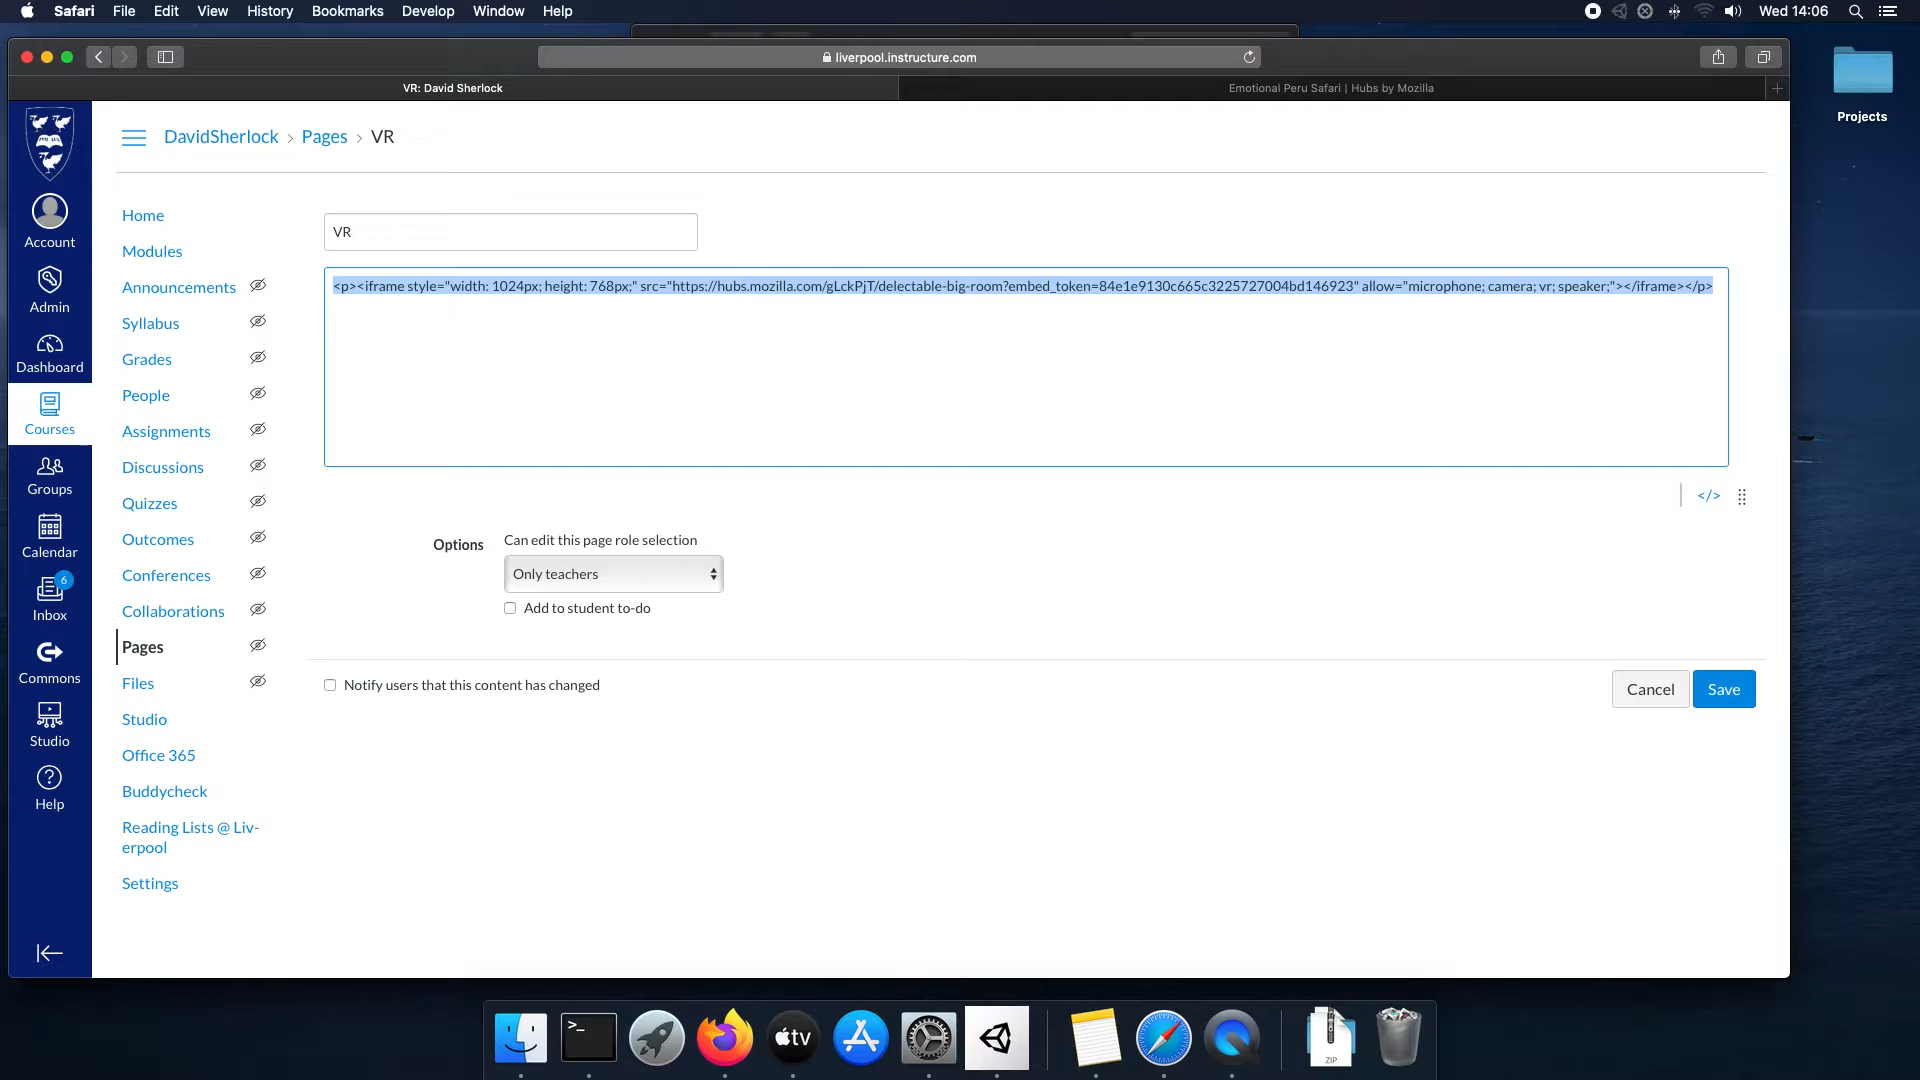 Safari File Edit View History Bookmarks Develop Window Help
Wed 14:06
liverpool.instructure.com
VR: David Sherlock
Emotional Peru Safari | Hubs by Mozilla
Projects
DavidSherlock › Pages › VR
Account
Admin
Dashboard
Courses
Groups
Calendar
6
Inbox
Commons
Studio
Help
Home
Modules
Announcements
Syllabus
Grades
People
Assignments
Discussions
Quizzes
Outcomes
Conferences
Collaborations
Pages
Files
Studio
Office 365
Buddycheck
Reading Lists @ Liv-
erpool
Settings
VR
<p><iframe style="width: 1024px; height: 768px;" src="https://hubs.mozilla.com/gLckPjT/delectable-big-room?embed_token=84e1e9130c665c3225727004bd146923" allow="microphone; camera; vr; speaker;"></iframe></p>
</>
Options
Can edit this page role selection
Only teachers
Add to student to-do
Notify users that this content has changed
Cancel
Save
>_
tv
ZIP